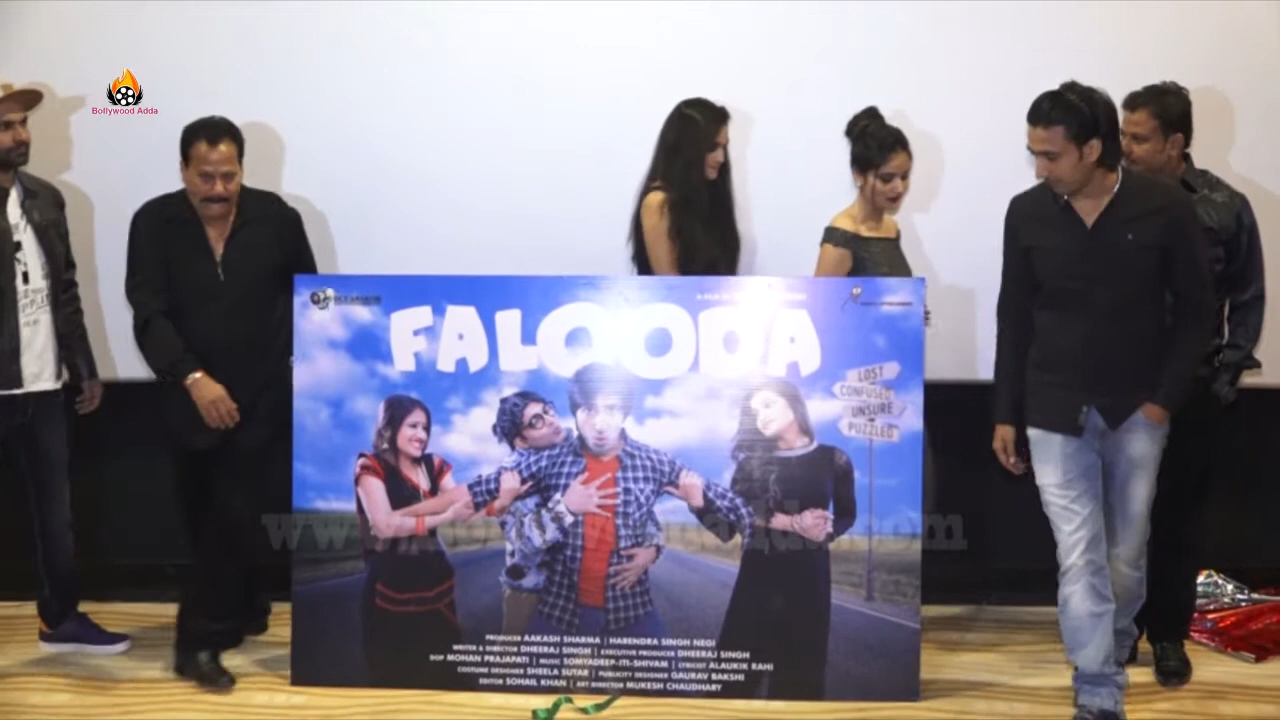 Bollywood Adda
FALOODA
LOST
CONFUSED
UNSURE
PUZZLED
PRODUCER AAKASH SHARMA | HARENDRA SINGH NEGI
WRITER & DIRECTOR DHEERAJ SINGH | EXECUTIVE PRODUCER DHEERAJ SINGH
DOP MOHAN PRAJAPATI | MUSIC SOMYADEEP-ITI-SHIVAM | LYRICIST ALAUKIK RAHI
COSTUME DESIGNER SHEELA SUTAR | PUBLICITY DESIGNER GAURAV BAKSHI
EDITOR SOHAIL KHAN | ART DIRECTOR MUKESH CHAUDHARY